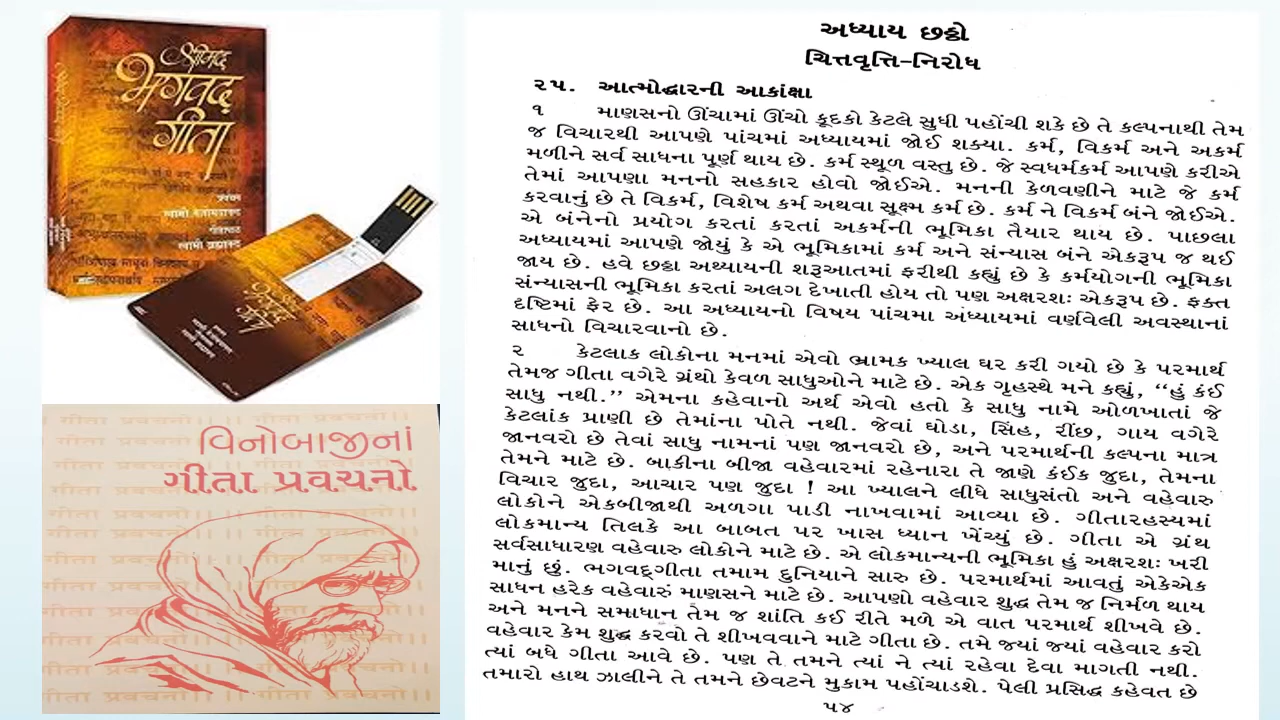 श्रीमद्
भगवद्
गीता
प्रवचन
स्वामी
गीतापाठ
स्वामी
श्रीमद्
भगवद्
गीता
વિનોબાજીનાં
ગીતા પ્રવચનો
અધ્યાય છઠ્ઠો
ચિત્તવૃત્તિ–નિરોધ
૨૫. આત્મોદ્ધારની આકાંક્ષા
૧ માણસનો ઊંચામાં ઊંચો કૂદકો કેટલે સુધી પહોંચી શકે છે તે કલ્પનાથી તેમ
જ વિચારથી આપણે પાંચમાં અધ્યાયમાં જોઈ શક્યા. કર્મ, વિકર્મ અને અકર્મ
મળીને સર્વ સાધના પૂર્ણ થાય છે. કર્મ સ્થૂળ વસ્તુ છે. જે સ્વધર્મકર્મ આપણે કરીએ
તેમાં આપણા મનનો સહકાર હોવો જોઈએ. મનની કેળવણીને માટે જે કર્મ
કરવાનું છે તે વિકર્મ, વિશેષ કર્મ અથવા સૂક્ષ્મ કર્મ છે. કર્મ ને વિકર્મ બંને જોઈએ.
એ બંનેનો પ્રયોગ કરતાં કરતાં અકર્મની ભૂમિકા તૈયાર થાય છે. પાછલા
અધ્યાયમાં આપણે જોયું કે એ ભૂમિકામાં કર્મ અને સંન્યાસ બંને એકરૂપ જ થઈ
જાય છે. હવે છઠ્ઠા અધ્યાયની શરૂઆતમાં ફરીથી કહ્યું છે કે કર્મયોગની ભૂમિકા
સંન્યાસની ભૂમિકા કરતાં અલગ દેખાતી હોય તો પણ અક્ષરશઃ એકરૂપ છે. ફક્ત
દૃષ્ટિમાં ફેર છે. આ અધ્યાયનો વિષય પાંચમા અધ્યાયમાં વર્ણવેલી અવસ્થાનાં
સાધનો વિચારવાનો છે.
૨ કેટલાક લોકોના મનમાં એવો ભ્રામક ખ્યાલ ઘર કરી ગયો છે કે પરમાર્થ
તેમજ ગીતા વગેરે ગ્રંથો કેવળ સાધુઓને માટે છે. એક ગૃહસ્થે મને કહ્યું, “હું કંઈ
સાધુ નથી.” એમના કહેવાનો અર્થ એવો હતો કે સાધુ નામે ઓળખાતાં જે
કેટલાંક પ્રાણી છે તેમાંના પોતે નથી. જેવાં ઘોડા, સિંહ, રીંછ, ગાય વગેરે
જાનવરો છે તેવાં સાધુ નામનાં પણ જાનવરો છે, અને પરમાર્થની કલ્પના માત્ર
તેમને માટે છે. બાકીના બીજા વહેવારમાં રહેનારા તે જાણે કંઈક જુદા, તેમના
વિચાર જુદા, આચાર પણ જુદા ! આ ખ્યાલને લીધે સાધુસંતો અને વહેવારુ
લોકોને એકબીજાથી અળગા પાડી નાખવામાં આવ્યા છે. ગીતારહસ્યમાં
લોકમાન્ય તિલકે આ બાબત પર ખાસ ધ્યાન ખેંચ્યું છે. ગીતા એ ગ્રંથ
સર્વસાધારણ વહેવારુ લોકોને માટે છે. એ લોકમાન્યની ભૂમિકા હું અક્ષરશઃ ખરી
માનું છું. ભગવદ્‌ગીતા તમામ દુનિયાને સારુ છે. પરમાર્થમાં આવતું એકેએક
સાધન હરેક વહેવારું માણસને માટે છે. આપણો વહેવાર શુદ્ધ તેમ જ નિર્મળ થાય
અને મનને સમાધાન તેમ જ શાંતિ કઈ રીતે મળે એ વાત પરમાર્થ શીખવે છે.
વહેવાર કેમ શુદ્ધ કરવો તે શીખવવાને માટે ગીતા છે. તમે જ્યાં જ્યાં વહેવાર કરો
ત્યાં બધે ગીતા આવે છે. પણ તે તમને ત્યાં ને ત્યાં રહેવા દેવા માગતી નથી.
તમારો હાથ ઝાલીને તે તમને છેવટને મુકામ પહોંચાડશે. પેલી પ્રસિદ્ધ કહેવત છે
૫૪